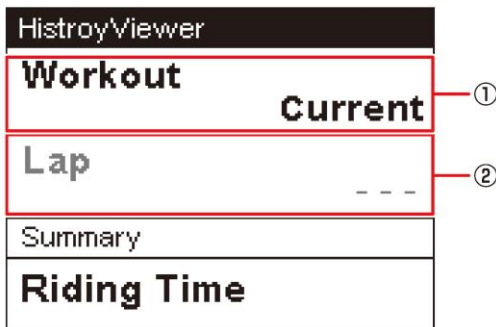 HistroyViewer
Workout
Current
①
Lap
- - -
②
Summary
Riding Time